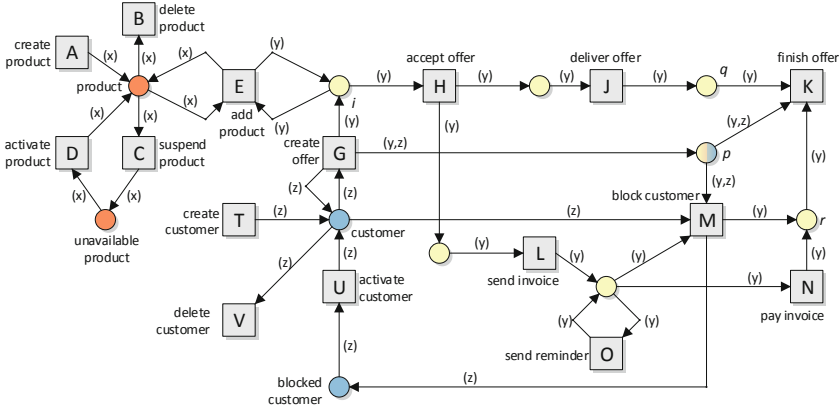 delete
product
B
create
product
A
(x)
(x)
(x)
(y)
product
E
add
product
(x)
(x)
(y)
i
(y)
accept offer
H
(y)
(y)
deliver offer
J
(y)
q
(y)
finish offer
K
(x)
activate
product
D
C
suspend
product
(x)
(x)
unavailable
product
(y)
create
offer
G
(y,z)
(y)
(y,z)
p
(y,z)
(y)
(z)
(z)
create
customer
T
(z)
customer
(z)
block customer
M
(y)
r
(z)
(z)
U
activate
customer
(y)
L
send invoice
(y)
(y)
(y)
(y)
N
pay invoice
delete
customer
V
(y)
(y)
send reminder
O
(z)
blocked
customer
(z)